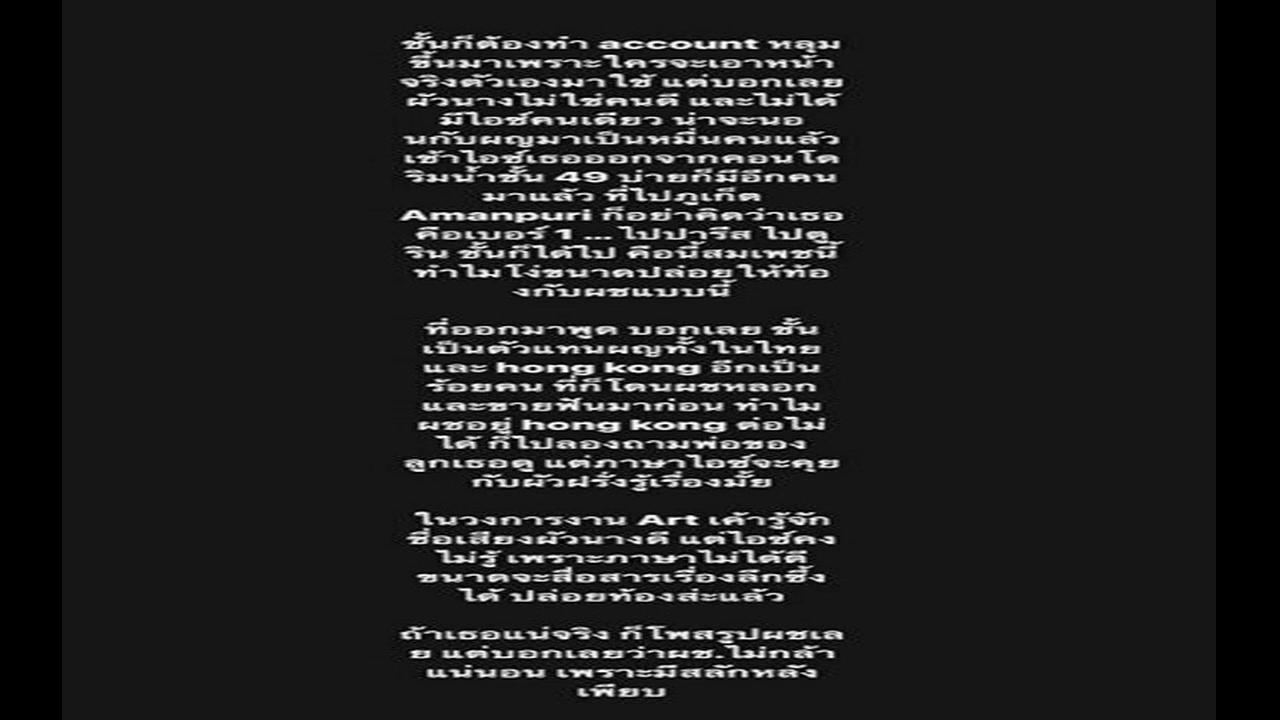 ชั้นก็ต้องทำ account หลุม
ขึ้นมาเพราะใครจะเอาหน้า
จริงตัวเองมาใช้ แต่บอกเลย
ผัวนางไม่ใช่คนดี และไม่ได้
มีไอซ์คนเดียว น่าจะนอ
นกับผญมาเป็นหมื่นคนแล้ว
เช้าไอซ์เธอออกจากคอนโด
ริมน้ำชั้น 49 บ่ายก็มีอีกคน
มาแล้ว ที่ไปภูเก็ต
Amanpuri ก็อย่าคิดว่าเธอ
คือเบอร์ 1 ... ไปปารีส ไปตู
ริน ชั้นก็ได้ไป คือนี้สมเพชนี้
ทำไมโง่ขนาดปล่อยให้ท้อ
งกับผชแบบนี้

ที่ออกมาพูด บอกเลย ชั้น
เป็นตัวแทนผญทั้งในไทย
และ hong kong อีกเป็น
ร้อยคน ที่ก็โดนผชหลอก
และขายฟันมาก่อน ทำไม
ผชอยู่ hong kong ต่อไม่
ได้ ก็ไปลองถามพ่อของ
ลูกเธอดู แต่ภาษาไอซ์จะคุย
กับผัวฝรั่งรู้เรื่องมั้ย

ในวงการงาน Art เค้ารู้จัก
ชื่อเสียงผัวนางดี แต่ไอซ์คง
ไม่รู้ เพราะภาษาไม่ได้ดี
ขนาดจะสื่อสารเรื่องลึกซึ้ง
ได้ ปล่อยท้องส่ะแล้ว

ถ้าเธอแน่จริง ก็โพสรูปผชเล
ย แต่บอกเลยว่าผช.ไม่กล้า
แน่นอน เพราะมีสลักหลัง
เพียบ